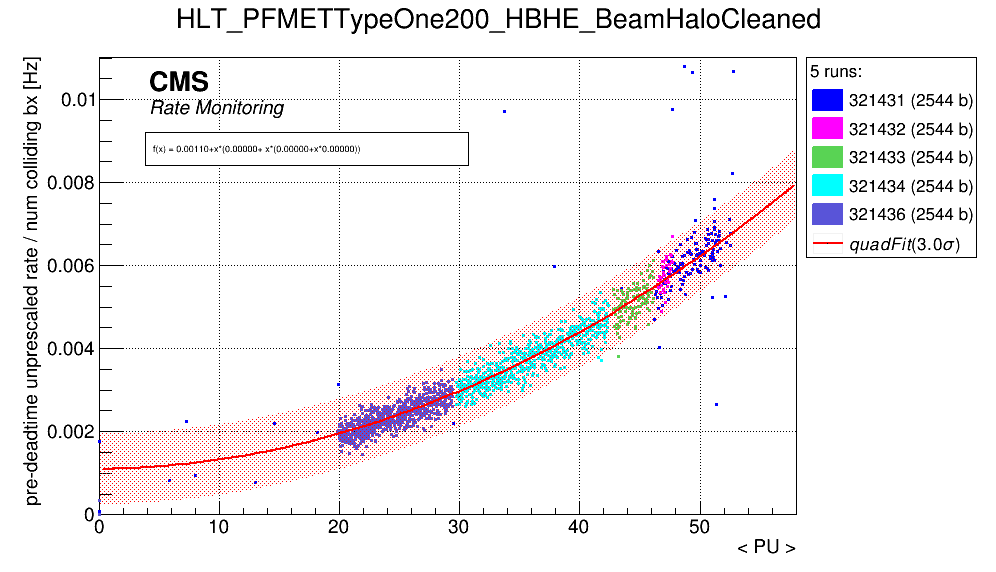 HLT_PFMETTypeOne200_HBHE_BeamHaloCleaned
pre-deadtime unprescaled rate / num colliding bx [Hz]
0.01
0.008
0.006
0.004
0.002
0
CMS
Rate Monitoring
f(x) = 0.00110+x*(0.00000+ x*(0.00000+x*0.00000))
0 10 20 30 40 50
< PU >
5 runs:
321431 (2544 b)
321432 (2544 b)
321433 (2544 b)
321434 (2544 b)
321436 (2544 b)
quadFit(3.0σ)